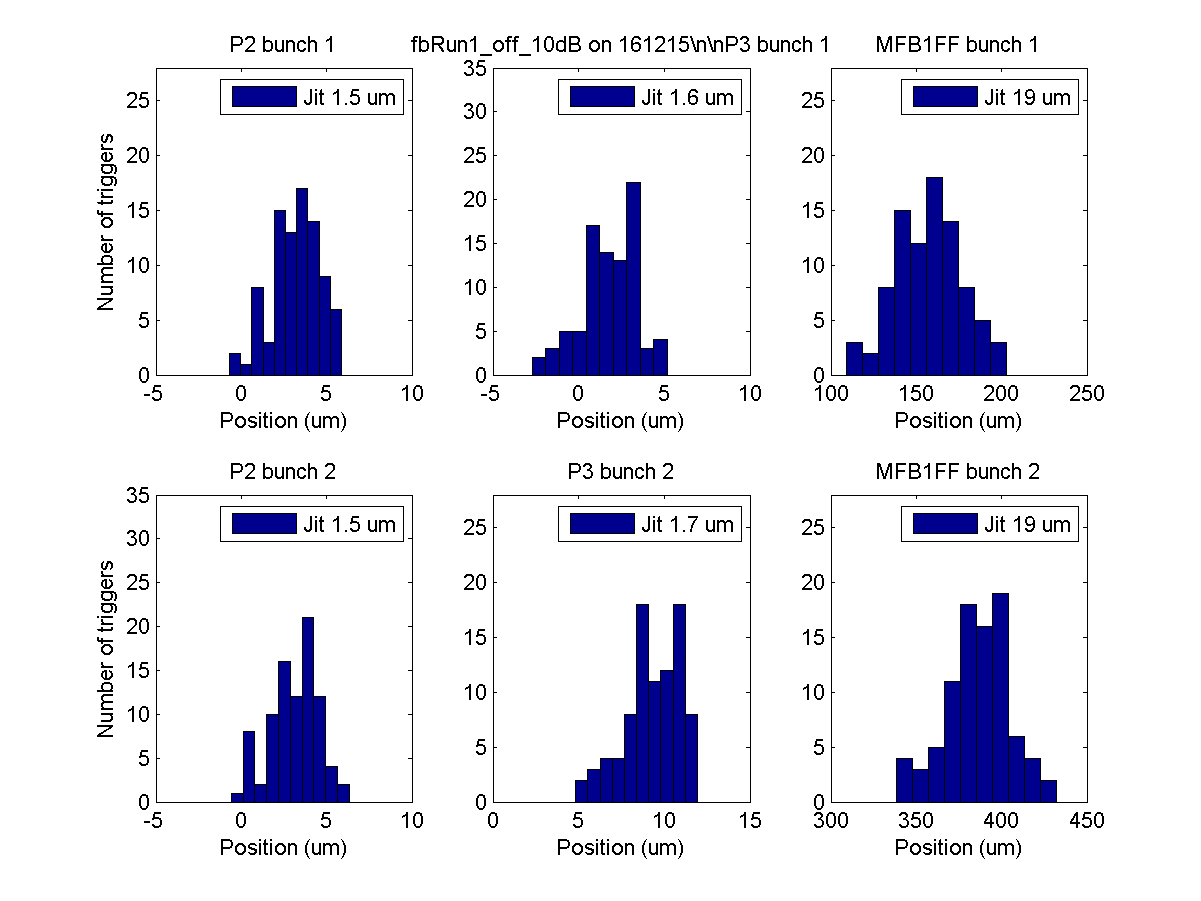 P2 bunch 1
fbRun1_off_10dB on 161215\n\nP3 bunch 1
MFB1FF bunch 1
Jit 1.5 um
Jit 1.6 um
Jit 19 um
Number of triggers
25
20
15
10
5
0
35
30
25
20
15
10
5
0
25
20
15
10
5
0
-5 0 5 10
-5 0 5 10
100 150 200 250
Position (um)
Position (um)
Position (um)
P2 bunch 2
P3 bunch 2
MFB1FF bunch 2
Jit 1.5 um
Jit 1.7 um
Jit 19 um
Number of triggers
35
30
25
20
15
10
5
0
25
20
15
10
5
0
25
20
15
10
5
0
-5 0 5 10
0 5 10 15
300 350 400 450
Position (um)
Position (um)
Position (um)